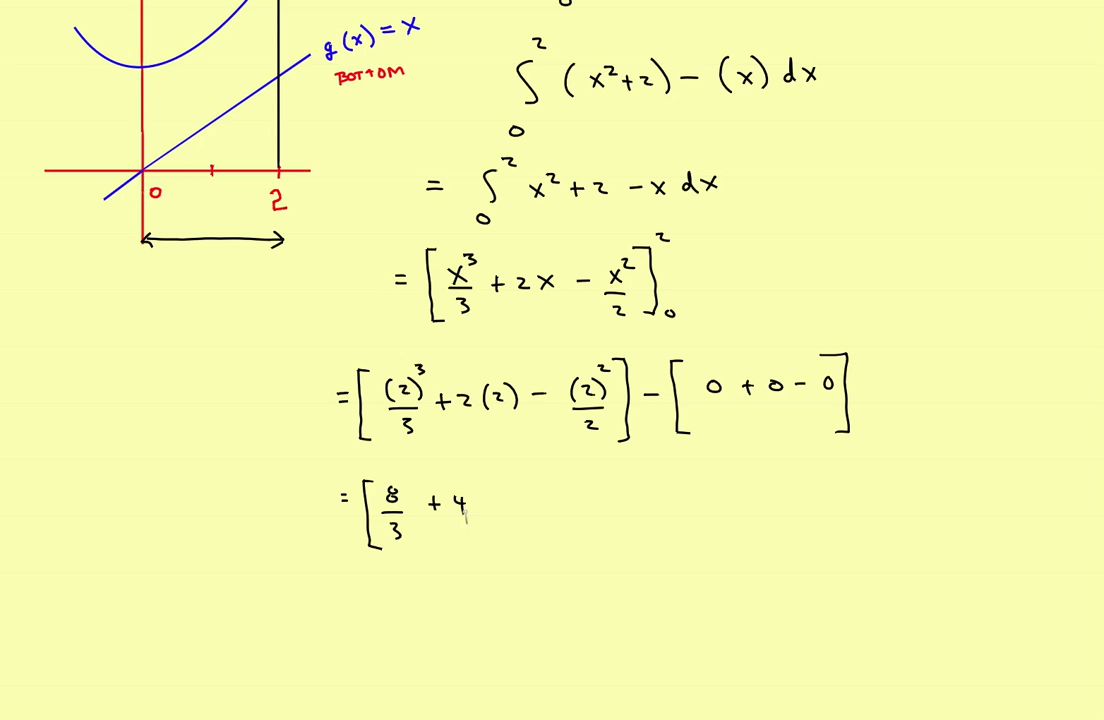 g(x) = x
BOTTOM
0 2
∫₀² (x²+2) − (x) dx
= ∫₀² x² + 2 − x dx
= [x³/3 + 2x − x²/2]₀²
= [(2)³/3 + 2(2) − (2)²/2] − [0 + 0 − 0]
= [8/3 + 4